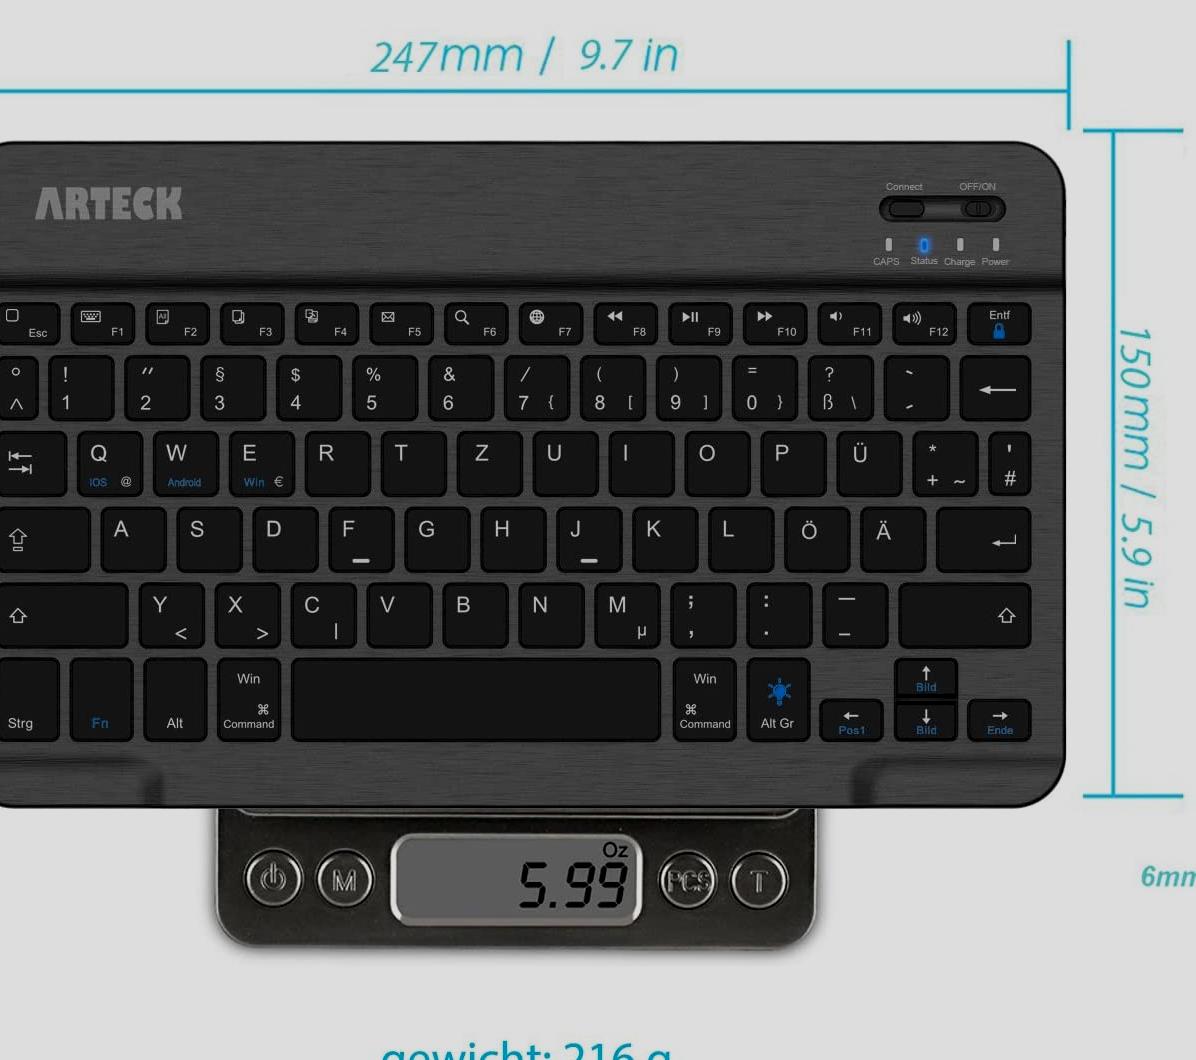 247mm / 9.7 in
ARTECK
Connect OFF/ON
CAPS Status Charge Power
Esc F1 F2 F3 F4 F5 F6 F7 F8 F9 F10 F11 F12 Entf
° ! " § $ % & / ( ) = ? `
^ 1 2 3 4 5 6 7 { 8 [ 9 ] 0 } ß \ ´
Q W E R T Z U I O P Ü * '
IOS @ Android Win € + ~ #
A S D F G H J K L Ö Ä
Y X C V B N M ; : —
< > | µ , . –
Win Win ↑
Bild
⌘ ⌘
Strg Fn Alt Command Command Alt Gr ← Pos1 ↓ Bild → Ende
150mm / 5.9 in
Oz
M 5.99 PCS T
6mm
gewicht: 216 g